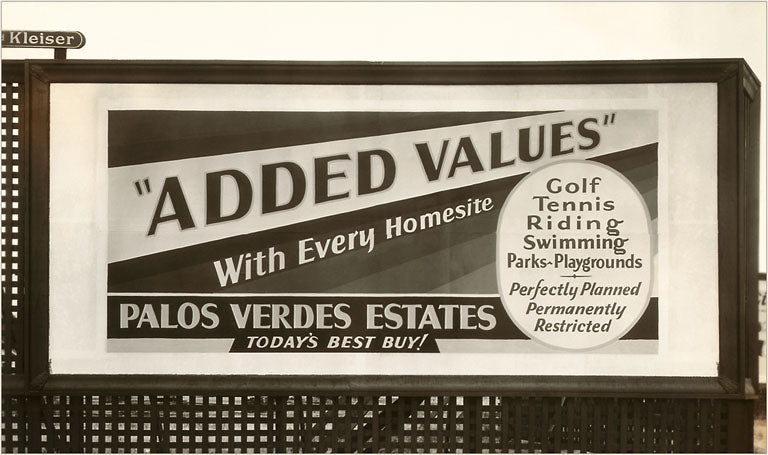 Kleiser
"ADDED VALUES"
With Every Homesite
Golf
Tennis
Riding
Swimming
Parks-Playgrounds
Perfectly Planned
Permanently
Restricted
PALOS VERDES ESTATES
TODAY'S BEST BUY!